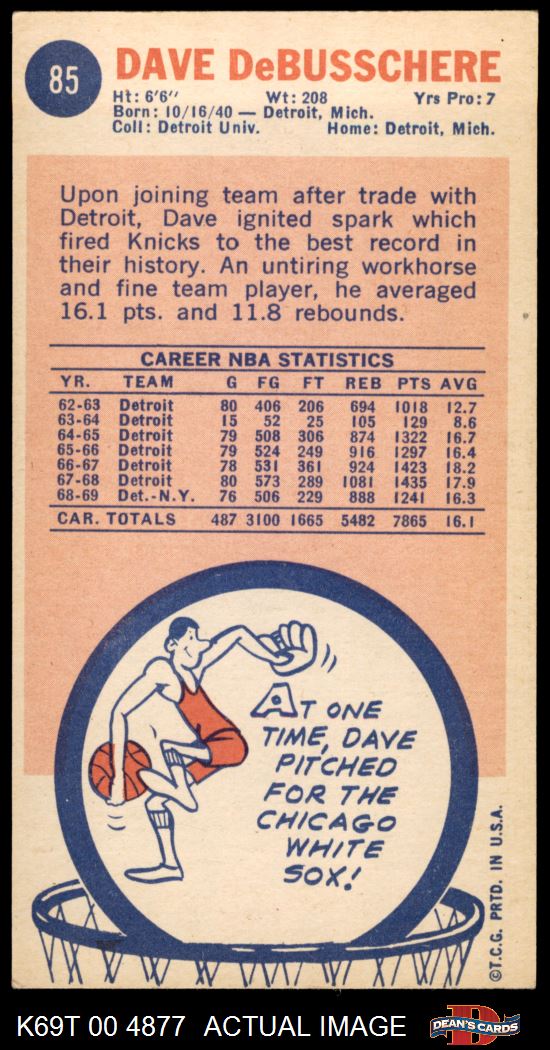 85
DAVE DeBUSSCHERE
Ht: 6'6" Wt: 208 Yrs Pro: 7
Born: 10/16/40 — Detroit, Mich.
Coll: Detroit Univ. Home: Detroit, Mich.
Upon joining team after trade with
Detroit, Dave ignited spark which
fired Knicks to the best record in
their history. An untiring workhorse
and fine team player, he averaged
16.1 pts. and 11.8 rebounds.
CAREER NBA STATISTICS
YR. TEAM G FG FT REB PTS AVG
62-63 Detroit 80 406 206 694 1018 12.7
63-64 Detroit 15 52 25 105 129 8.6
64-65 Detroit 79 508 306 874 1322 16.7
65-66 Detroit 79 524 249 916 1297 16.4
66-67 Detroit 78 531 361 924 1423 18.2
67-68 Detroit 80 573 289 1081 1435 17.9
68-69 Det.-N.Y. 76 506 229 888 1241 16.3
CAR. TOTALS 487 3100 1665 5482 7865 16.1
AT ONE
TIME, DAVE
PITCHED
FOR THE
CHICAGO
WHITE
SOX!
©T.C.G. PRTD. IN U.S.A.
K69T 00 4877 ACTUAL IMAGE
D
DEAN'S CARDS